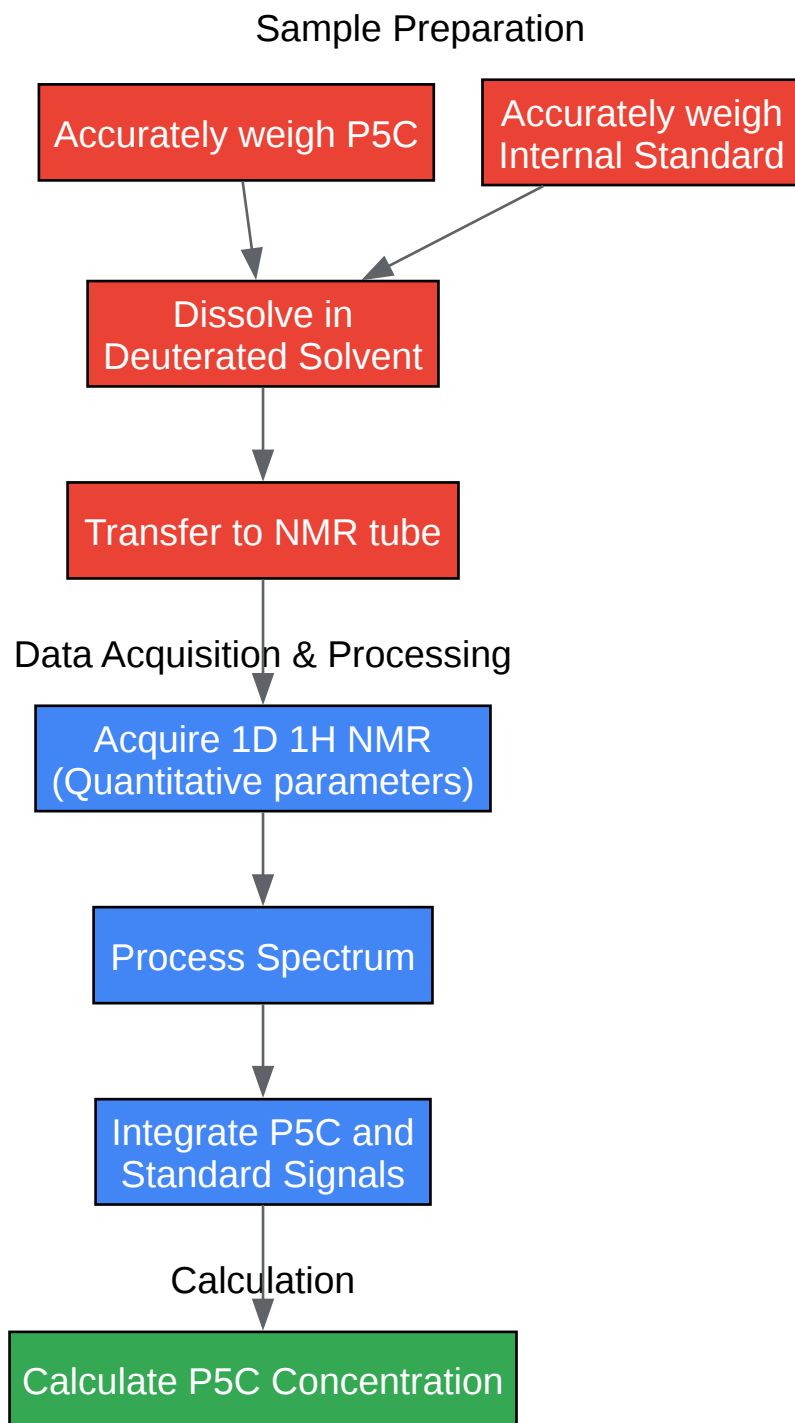 Sample Preparation
Accurately weigh P5C
Accurately weigh
Internal Standard
Dissolve in
Deuterated Solvent
Transfer to NMR tube
Data Acquisition & Processing
Acquire 1D 1H NMR
(Quantitative parameters)
Process Spectrum
Integrate P5C and
Standard Signals
Calculation
Calculate P5C Concentration